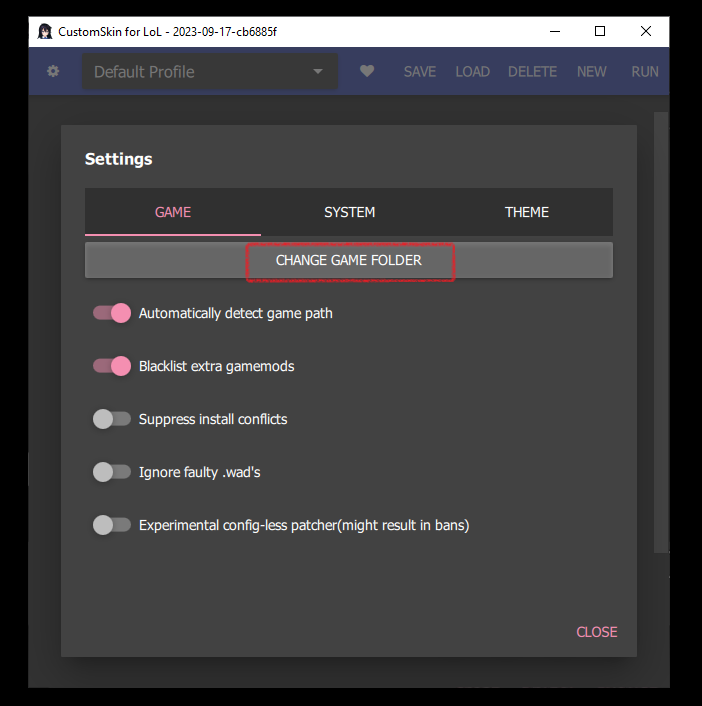 CustomSkin for LoL - 2023-09-17-cb6885f
Default Profile SAVE LOAD DELETE NEW RUN
Settings
GAME SYSTEM THEME
CHANGE GAME FOLDER
Automatically detect game path
Blacklist extra gamemods
Suppress install conflicts
Ignore faulty .wad's
Experimental config-less patcher(might result in bans)
CLOSE